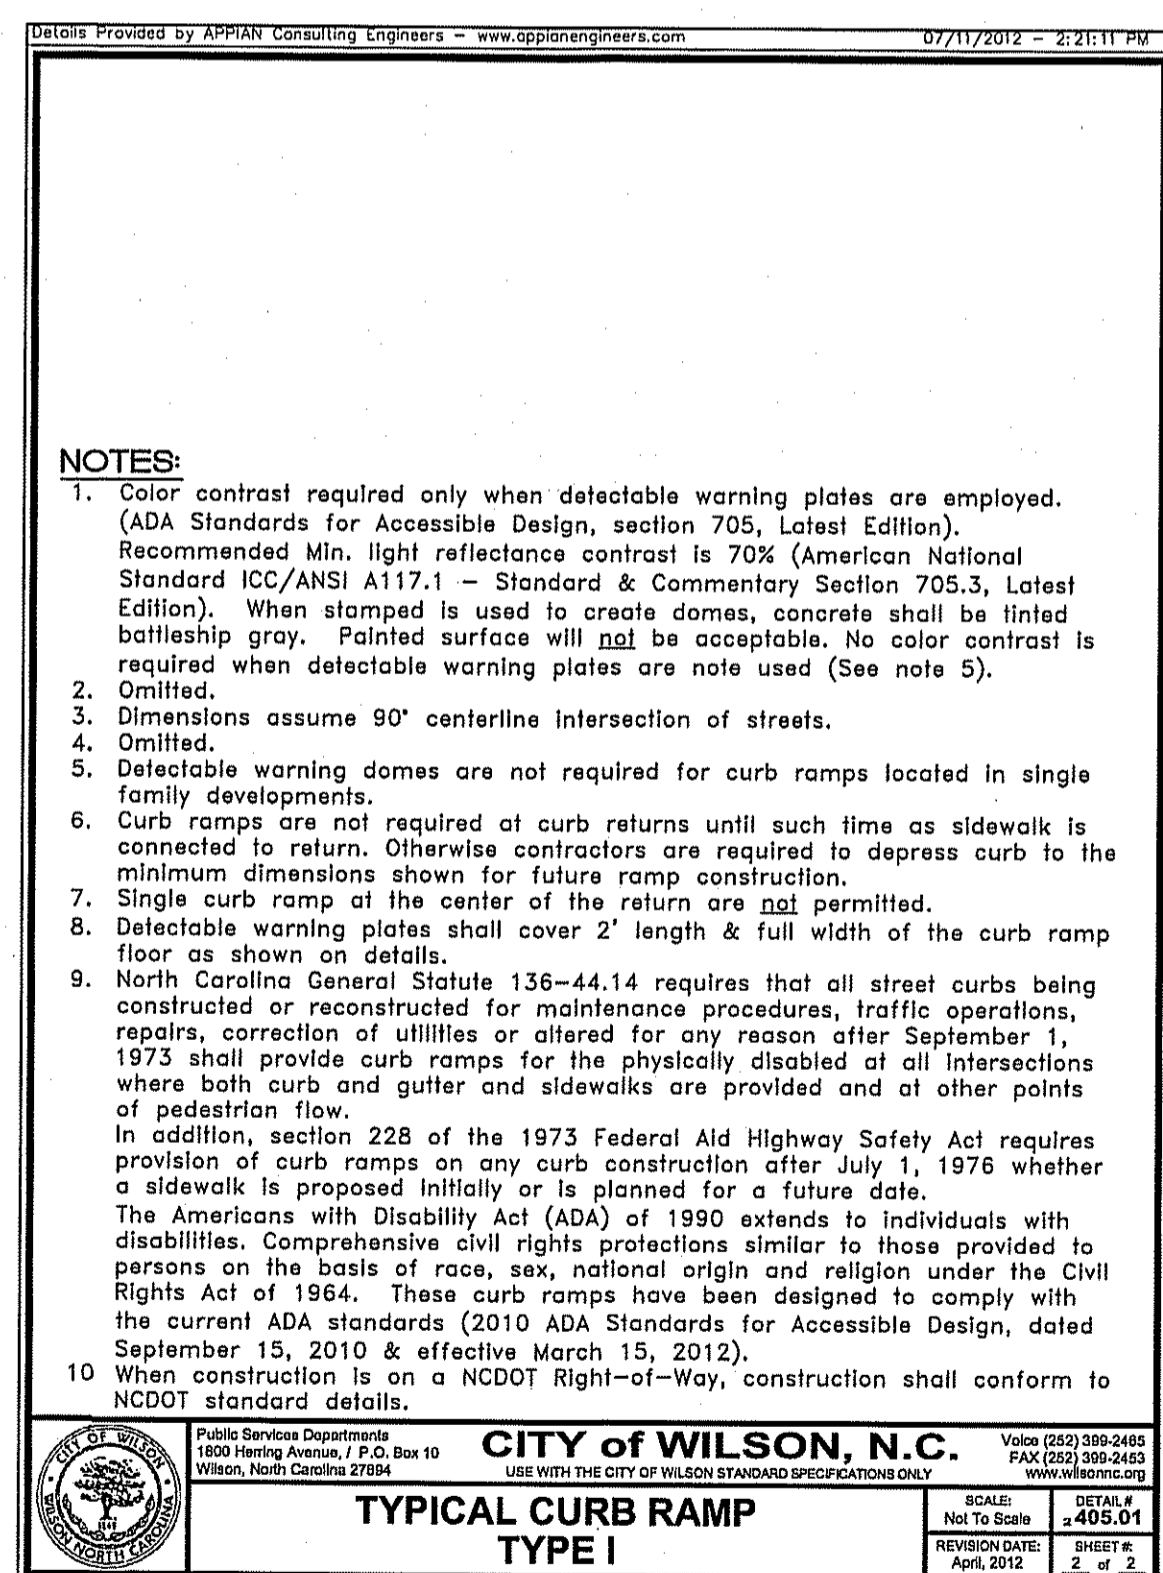 Details Provided by APPIAN Consulting Engineers - www.appianengineers.com 07/11/2012 - 2:21:11 PM
NOTES:
1. Color contrast required only when detectable warning plates are employed.
(ADA Standards for Accessible Design, section 705, Latest Edition).
Recommended Min. light reflectance contrast is 70% (American National
Standard ICC/ANSI A117.1 - Standard & Commentary Section 705.3, Latest
Edition). When stamped is used to create domes, concrete shall be tinted
battleship gray. Painted surface will not be acceptable. No color contrast is
required when detectable warning plates are note used (See note 5).
2. Omitted.
3. Dimensions assume 90° centerline intersection of streets.
4. Omitted.
5. Detectable warning domes are not required for curb ramps located in single
family developments.
6. Curb ramps are not required at curb returns until such time as sidewalk is
connected to return. Otherwise contractors are required to depress curb to the
minimum dimensions shown for future ramp construction.
7. Single curb ramp at the center of the return are not permitted.
8. Detectable warning plates shall cover 2' length & full width of the curb ramp
floor as shown on details.
9. North Carolina General Statute 136-44.14 requires that all street curbs being
constructed or reconstructed for maintenance procedures, traffic operations,
repairs, correction of utilities or altered for any reason after September 1,
1973 shall provide curb ramps for the physically disabled at all intersections
where both curb and gutter and sidewalks are provided and at other points
of pedestrian flow.
In addition, section 228 of the 1973 Federal Aid Highway Safety Act requires
provision of curb ramps on any curb construction after July 1, 1976 whether
a sidewalk is proposed initially or is planned for a future date.
The Americans with Disability Act (ADA) of 1990 extends to individuals with
disabilities. Comprehensive civil rights protections similar to those provided to
persons on the basis of race, sex, national origin and religion under the Civil
Rights Act of 1964. These curb ramps have been designed to comply with
the current ADA standards (2010 ADA Standards for Accessible Design, dated
September 15, 2010 & effective March 15, 2012).
10 When construction is on a NCDOT Right-of-Way, construction shall conform to
NCDOT standard details.
CITY OF WILSON
WILSON NORTH CAROLINA
1849
Public Services Departments
1800 Herring Avenue, / P.O. Box 10
Wilson, North Carolina 27894
CITY of WILSON, N.C.
USE WITH THE CITY OF WILSON STANDARD SPECIFICATIONS ONLY
Voice (252) 399-2465
FAX (252) 399-2453
www.wilsonnc.org
TYPICAL CURB RAMP
TYPE I
SCALE:
Not To Scale
DETAIL#
2405.01
REVISION DATE:
April, 2012
SHEET #:
2 of 2